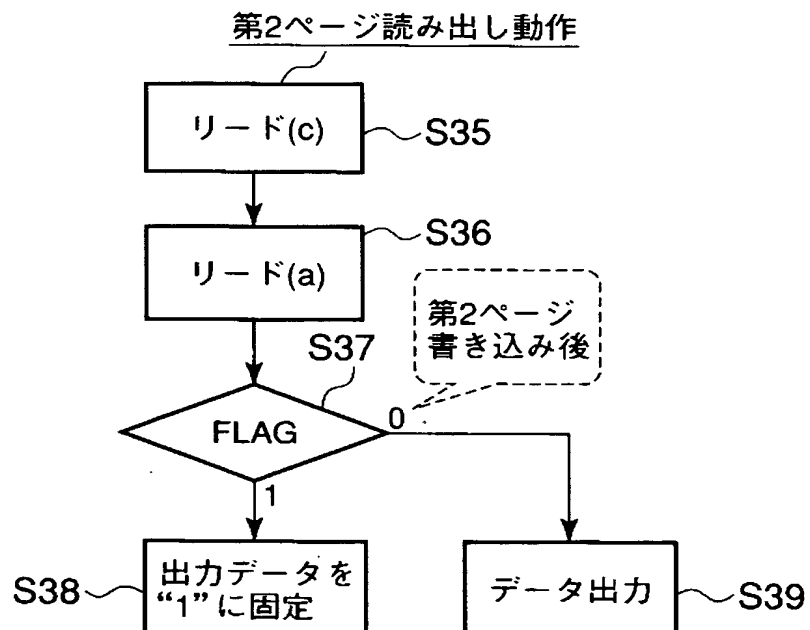 第2ページ読み出し動作
リード(c)
S35
リード(a)
S36
第2ページ
書き込み後
S37
FLAG
0
1
出力データを
“1”に固定
S38
データ出力
S39